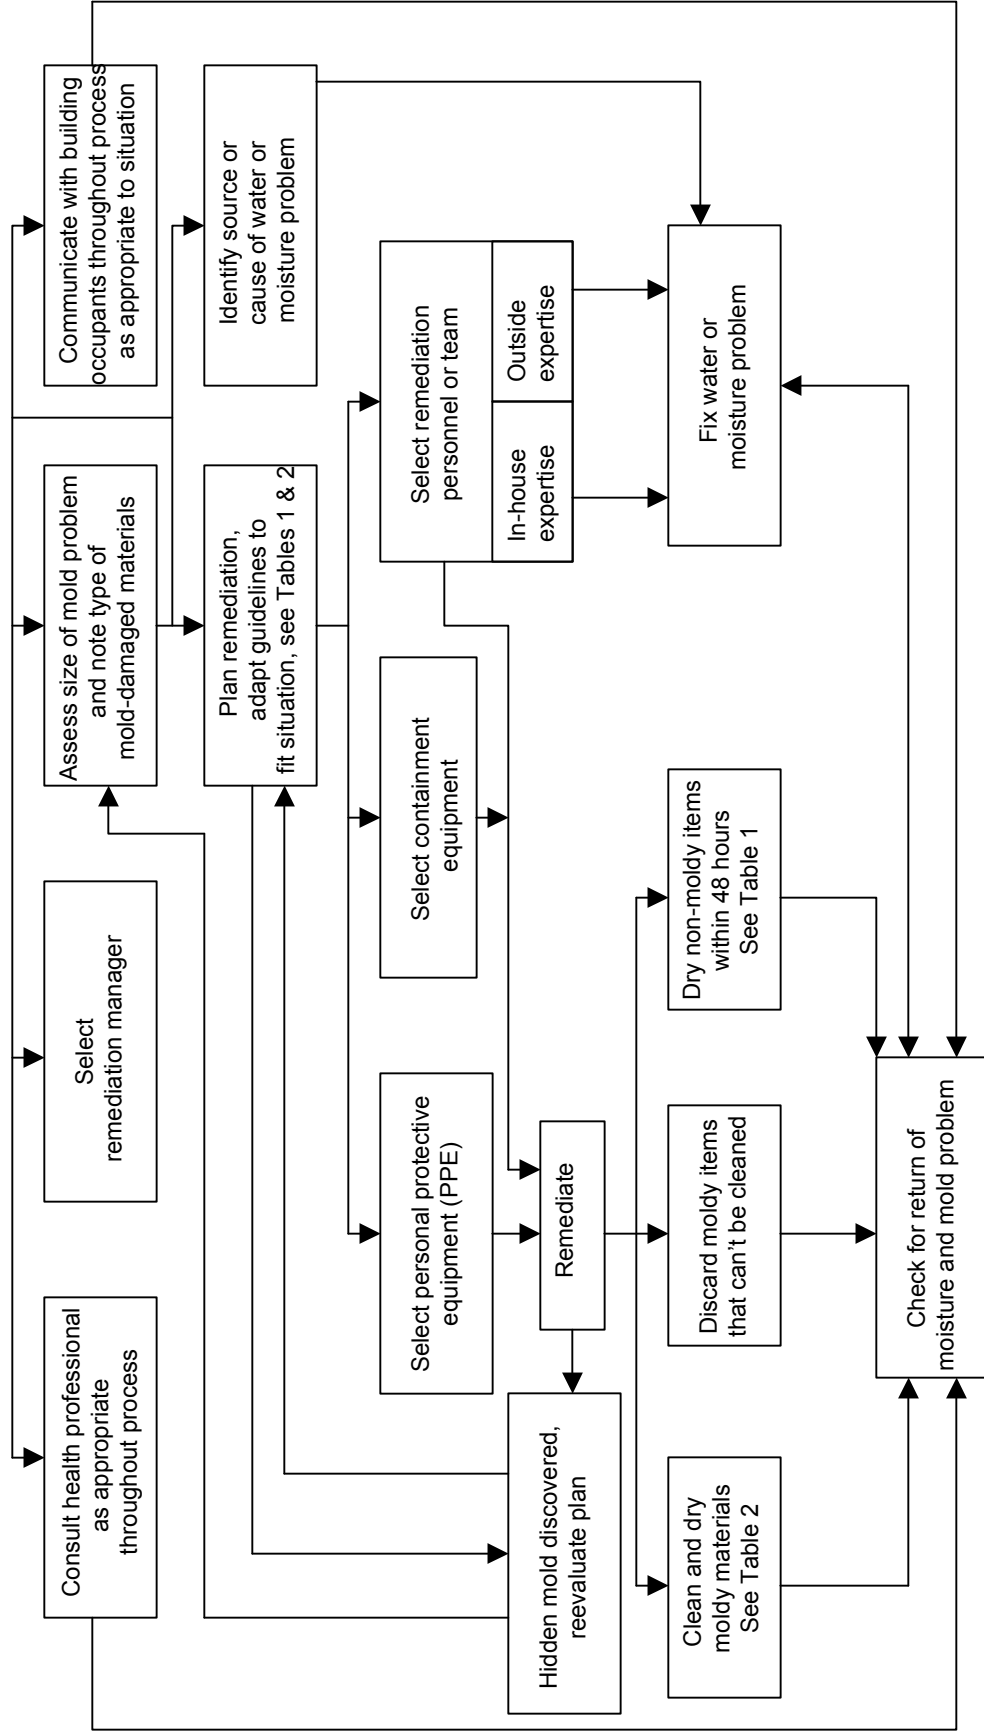 Consult health professional
as appropriate
throughout process
Select
remediation manager
Assess size of mold problem
and note type of
mold-damaged materials
Communicate with building
occupants throughout process
as appropriate to situation
Plan remediation,
adapt guidelines to
fit situation, see Tables 1 & 2
Identify source or
cause of water or
moisture problem
Select personal protective
equipment (PPE)
Select containment
equipment
Select remediation
personnel or team
In-house
expertise
Outside
expertise
Hidden mold discovered,
reevaluate plan
Remediate
Clean and dry
moldy materials
See Table 2
Discard moldy items
that can't be cleaned
Dry non-moldy items
within 48 hours
See Table 1
Fix water or
moisture problem
Check for return of
moisture and mold problem